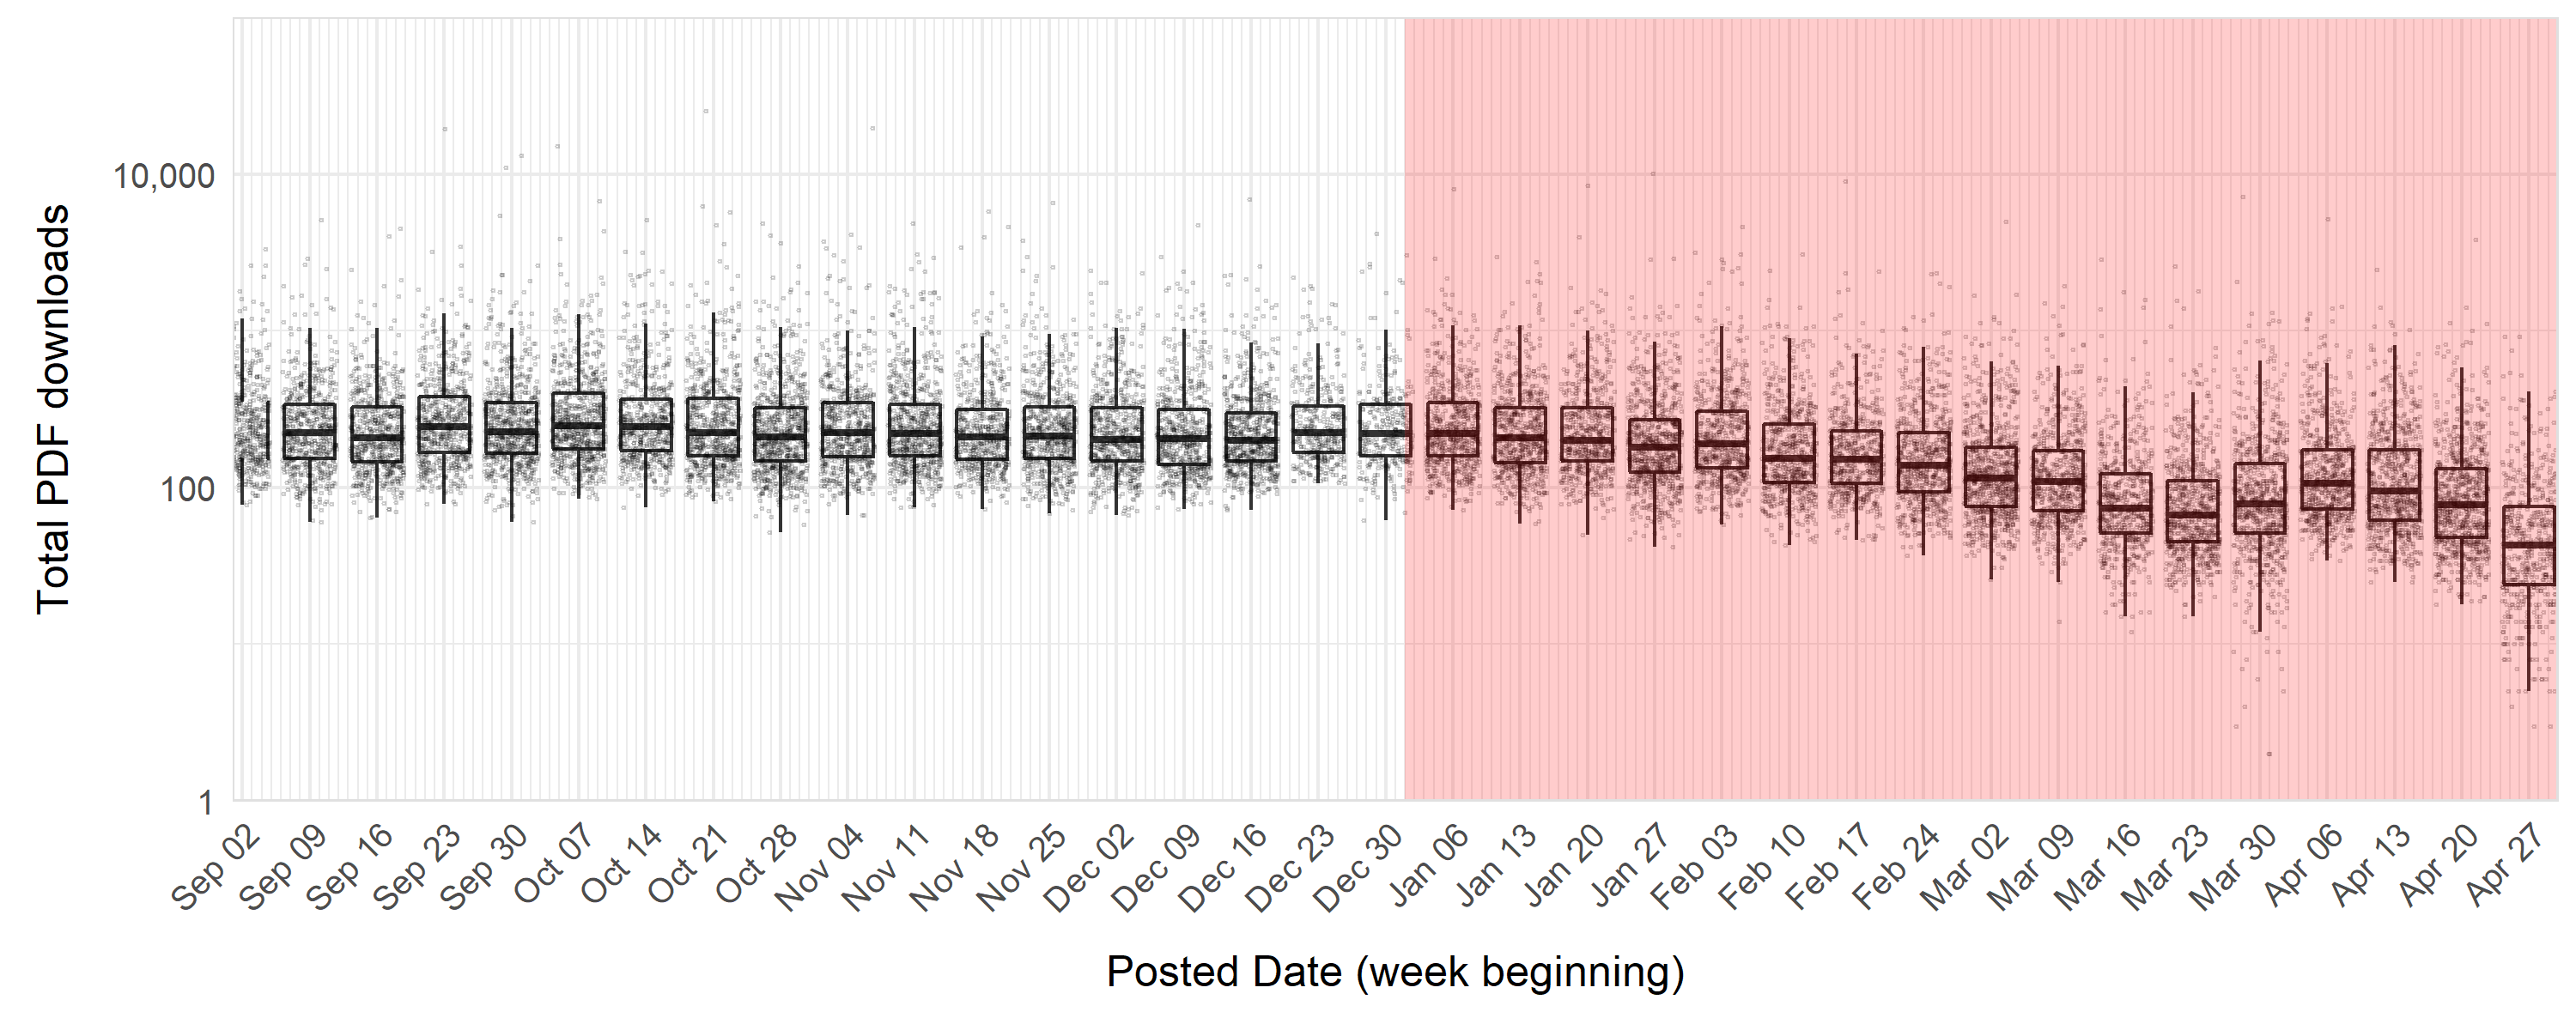 Total PDF downloads
10,000
100
1
Sep 02
Sep 09
Sep 16
Sep 23
Sep 30
Oct 07
Oct 14
Oct 21
Oct 28
Nov 04
Nov 11
Nov 18
Nov 25
Dec 02
Dec 09
Dec 16
Dec 23
Dec 30
Jan 06
Jan 13
Jan 20
Jan 27
Feb 03
Feb 10
Feb 17
Feb 24
Mar 02
Mar 09
Mar 16
Mar 23
Mar 30
Apr 06
Apr 13
Apr 20
Apr 27
Posted Date (week beginning)